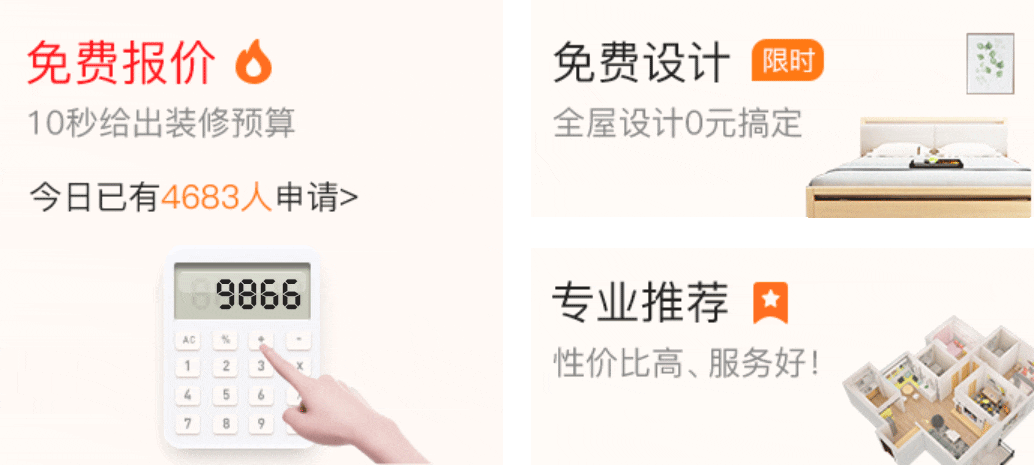 免费报价
10秒给出装修预算
今日已有4683人申请>
9866
AC % + -
1 2 3 x
4 5 6
7 8 9
免费设计 限时
全屋设计0元搞定
专业推荐
性价比高、服务好!